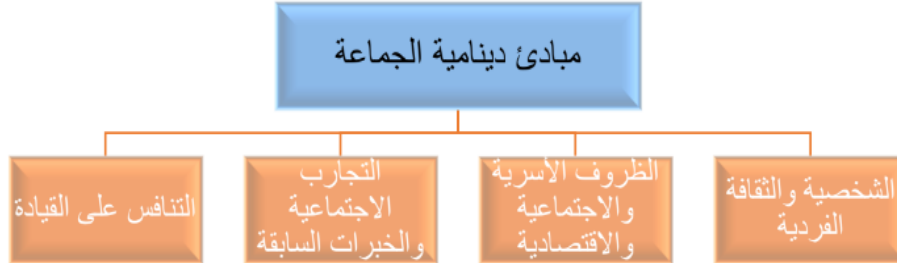 مبادئ دينامية الجماعة
الشخصية والثقافة
الفردية
الظروف الأسرية
والاجتماعية
والاقتصادية
التجارب
الاجتماعية
والخبرات السابقة
التنافس على القيادة